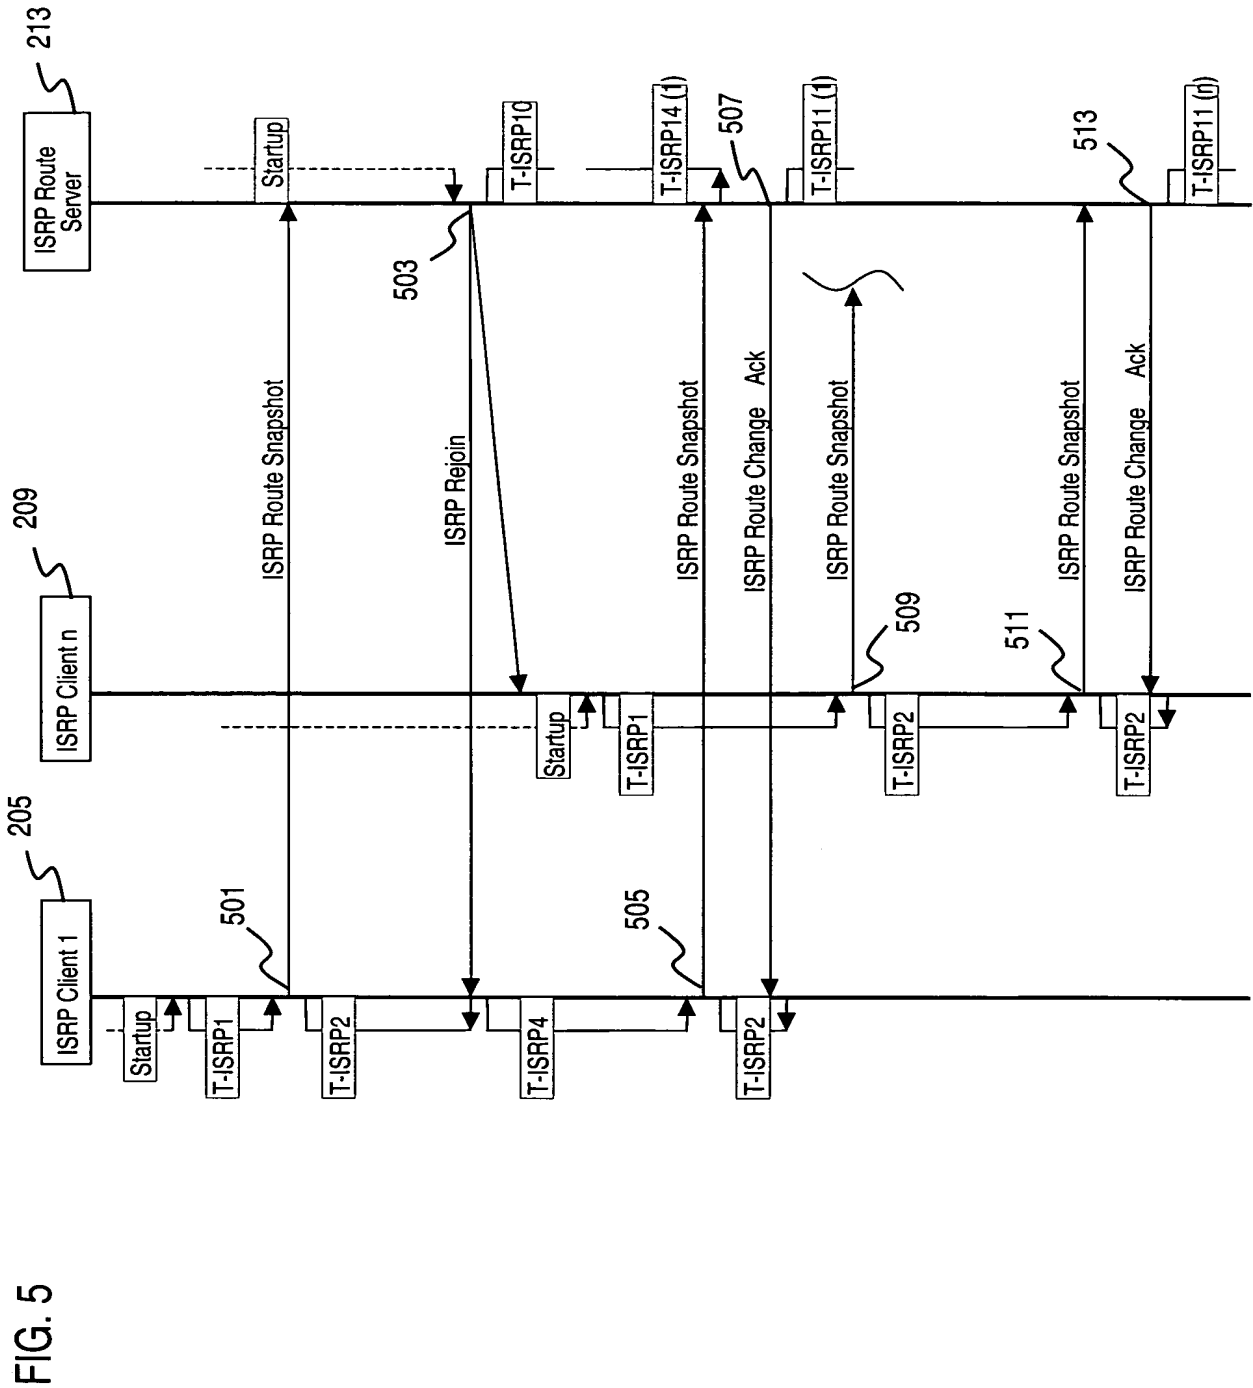 FIG. 5
ISRP Client 1
205
ISRP Client n
209
ISRP Route
Server
213
Startup
T-ISRP1
501
ISRP Route Snapshot
Startup
T-ISRP2
ISRP Rejoin
503
T-ISRP10
T-ISRP4
Startup
T-ISRP1
505
ISRP Route Snapshot
T-ISRP14 (1)
507
ISRP Route Change Ack
T-ISRP2
T-ISRP11 (1)
ISRP Route Snapshot
509
T-ISRP2
511
ISRP Route Snapshot
513
ISRP Route Change Ack
T-ISRP2
T-ISRP11 (n)